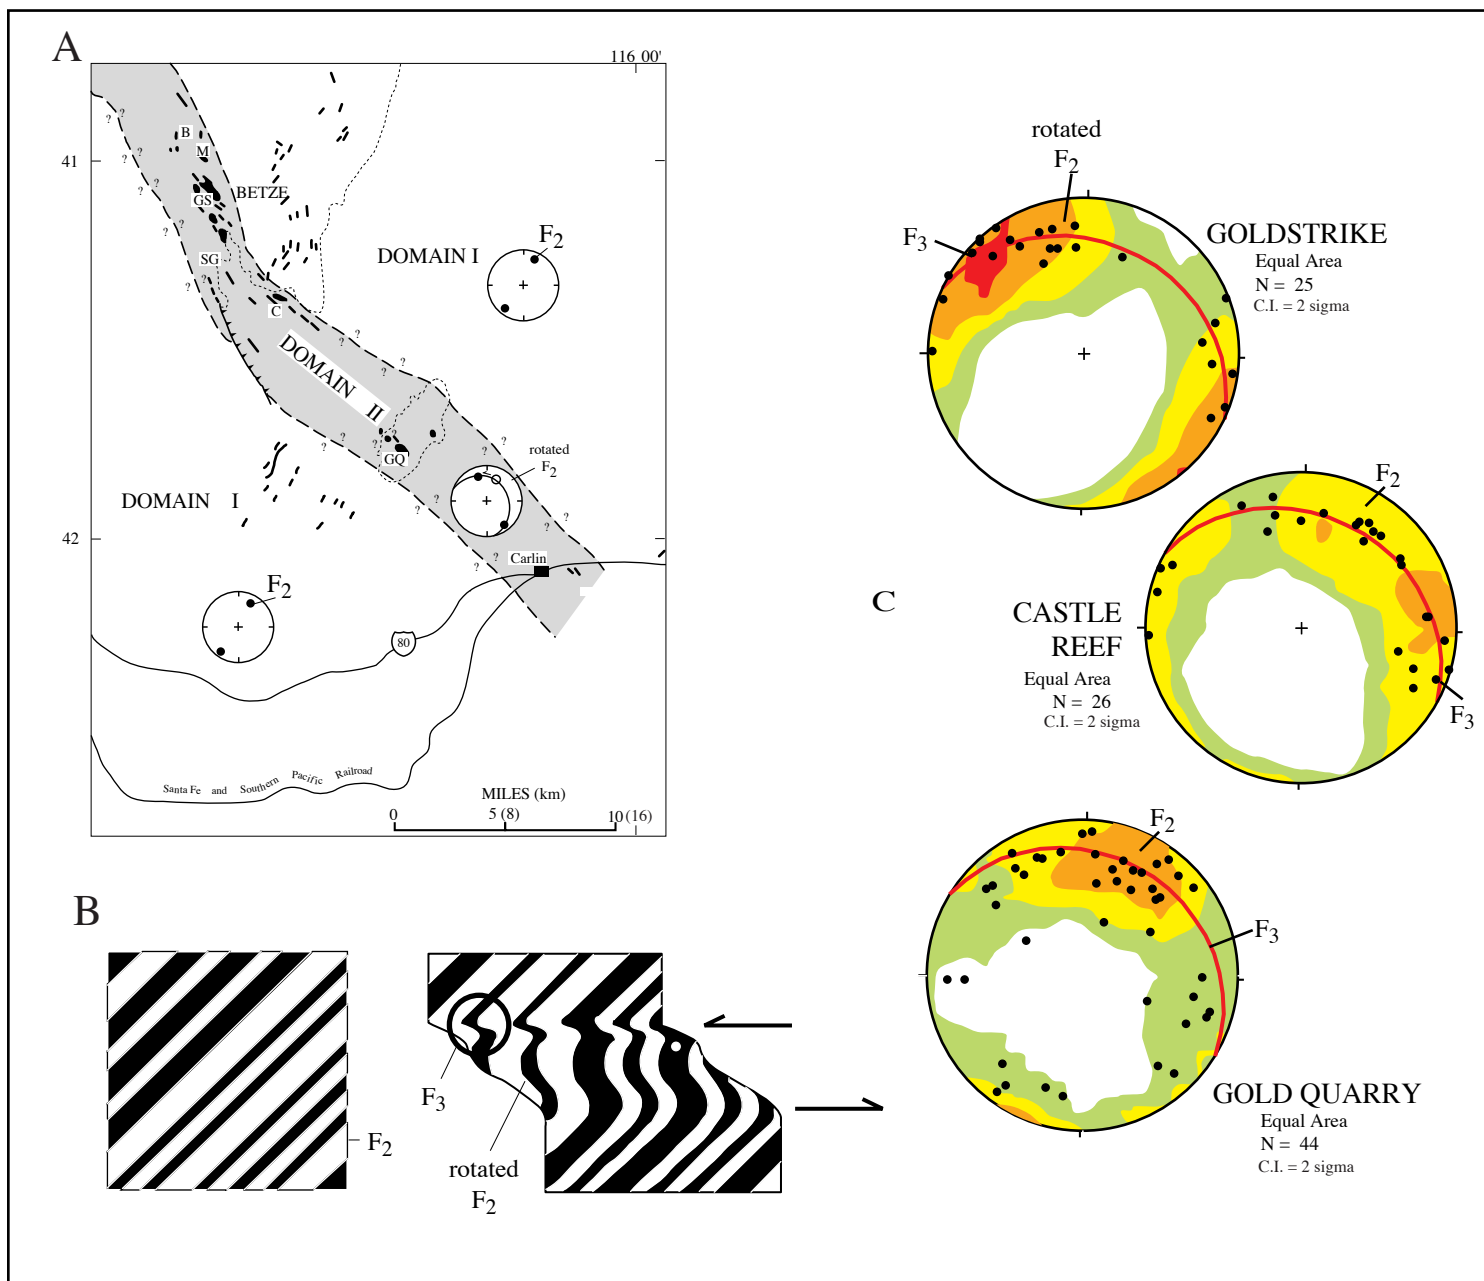 A
116 00'
41
B
M
BETZE
GS
SG
C
DOMAIN I
F2
DOMAIN II
GQ
rotated
F2
DOMAIN I
42
Carlin
F2
80
Santa Fe and Southern Pacific Railroad
MILES (km)
0 5 (8) 10 (16)
B
F2
F3
rotated
F2
C
rotated
F2
F3
GOLDSTRIKE
Equal Area
N = 25
C.I. = 2 sigma
F2
CASTLE
REEF
Equal Area
N = 26
C.I. = 2 sigma
F3
F2
F3
GOLD QUARRY
Equal Area
N = 44
C.I. = 2 sigma